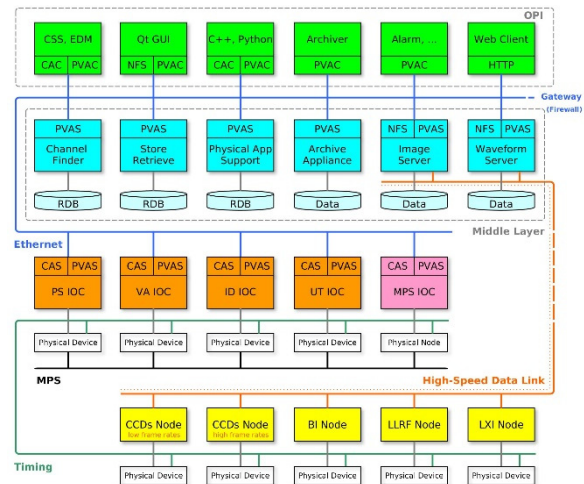 OPI
CSS, EDM
CAC PVAC
Qt GUI
NFS PVAC
C++, Python
CAC PVAC
Archiver
PVAC
Alarm, ...
PVAC
Web Client
HTTP
Gateway
(Firewall)
PVAS
Channel
Finder
RDB
PVAS
Store
Retrieve
RDB
PVAS
Physical App
Support
RDB
PVAS
Archive
Appliance
Data
NFS PVAS
Image
Server
Data
NFS PVAS
Waveform
Server
Data
Middle Layer
Ethernet
CAS PVAS
PS IOC
CAS PVAS
VA IOC
CAS PVAS
ID IOC
CAS PVAS
UT IOC
CAS PVAS
MPS IOC
Physical Device
Physical Device
Physical Device
Physical Device
Physical Node
MPS
High-Speed Data Link
CCDs Node
low frame rates
CCDs Node
high frame rates
BI Node
LLRF Node
LXI Node
Timing
Physical Device
Physical Device
Physical Device
Physical Device
Physical Device